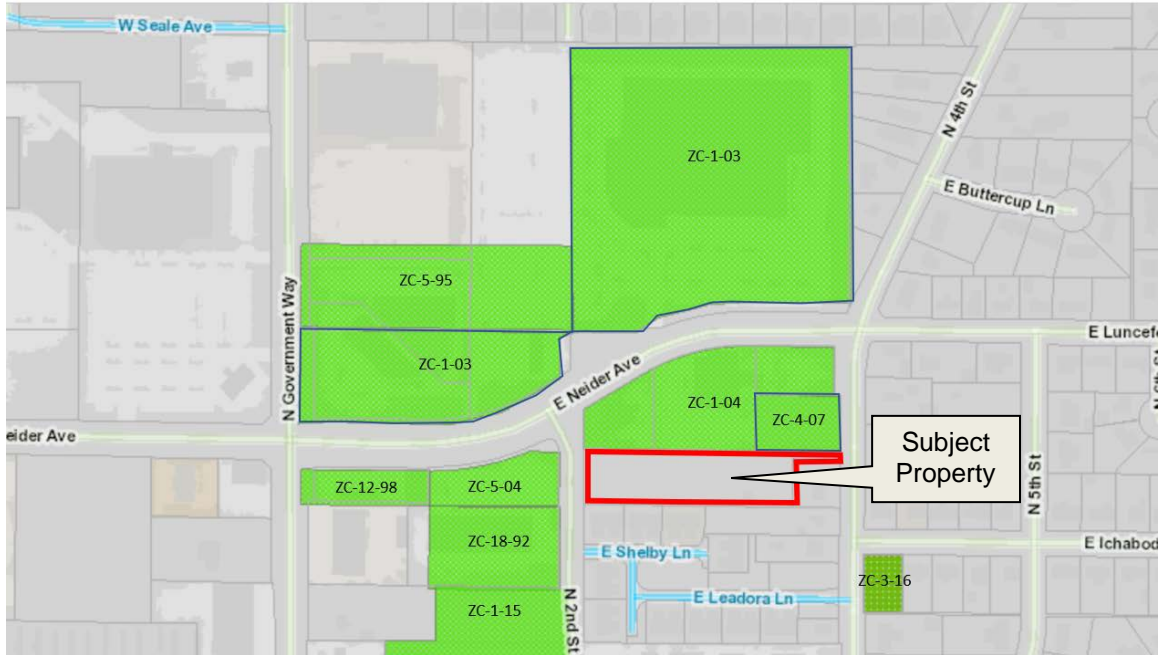 W Seale Ave
N 4th St
ZC-1-03
E Buttercup Ln
N Government Way
ZC-5-95
ZC-1-03
E Luncefo
E Neider Ave
ZC-1-04
ZC-4-07
eider Ave
Subject
Property
ZC-12-98
ZC-5-04
N 5th St
ZC-18-92
E Shelby Ln
E Ichabod
ZC-3-16
E Leadora Ln
ZC-1-15
N 2nd St